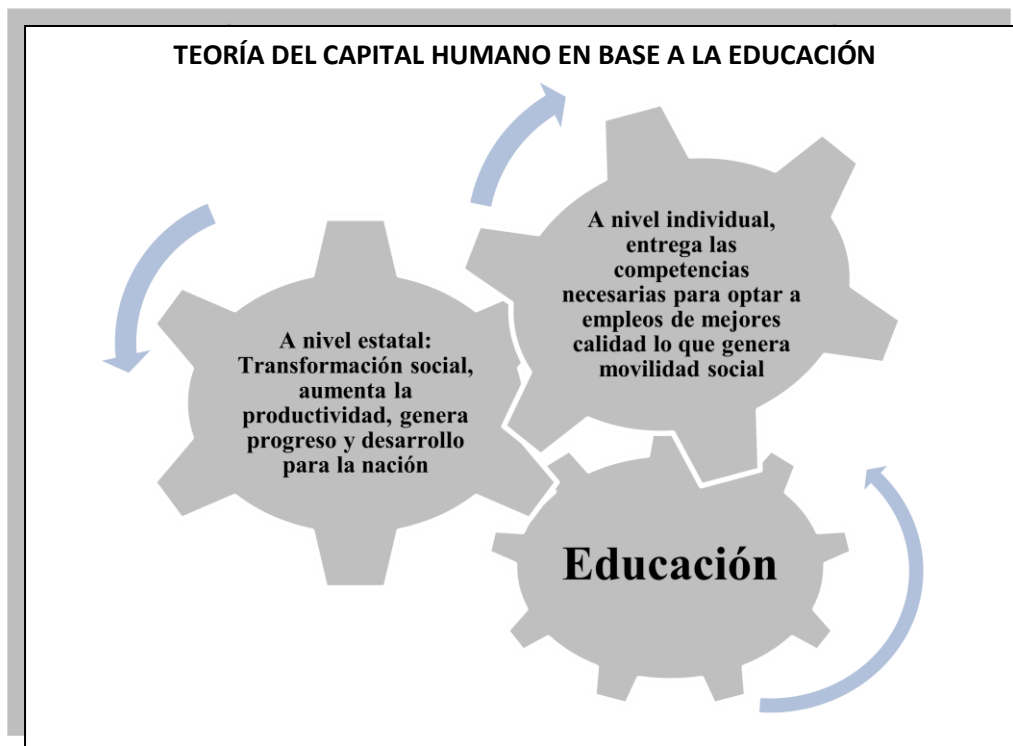 TEORÍA DEL CAPITAL HUMANO EN BASE A LA EDUCACIÓN
A nivel individual,
entrega las
competencias
necesarias para optar a
empleos de mejores
calidad lo que genera
movilidad social
A nivel estatal:
Transformación social,
aumenta la
productividad, genera
progreso y desarrollo
para la nación
Educación